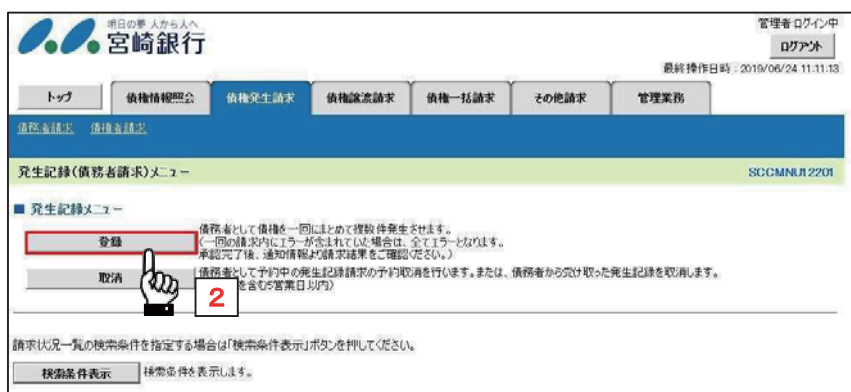 明日の夢 人から人へ
宮崎銀行
管理者 ログイン中
ログアウト
最終操作日時 : 2019/06/24 11.11.13
トップ 債権情報照会 債権発生請求 債権譲渡請求 債権一括請求 その他請求 管理業務
債務者請求 債権者請求
発生記録(債務者請求)メニュー SCCMNU12201
■ 発生記録メニュー
登録
債務者として債権を一回にまとめて複数件発生させます。
(一回の請求内にエラーが含まれていた場合は、全てエラーとなります。
承認完了後、通知情報より請求結果をご確認ください。)
取消
債務者として予約中の発生記録請求の予約取消を行います。または、債務者から受け取った発生記録を取消します。
を含む5営業日以内)
2
請求状況一覧の検索条件を指定する場合は「検索条件表示」ボタンを押してください。
検索条件表示 検索条件を表示します。